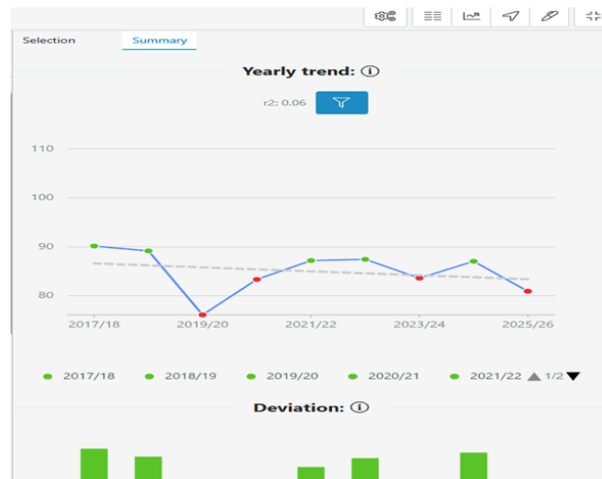 Selection Summary
Yearly trend: ⓘ
r2: 0.06
110
100
90
80
2017/18 2019/20 2021/22 2023/24 2025/26
2017/18 2018/19 2019/20 2020/21 2021/22 1/2
Deviation: ⓘ